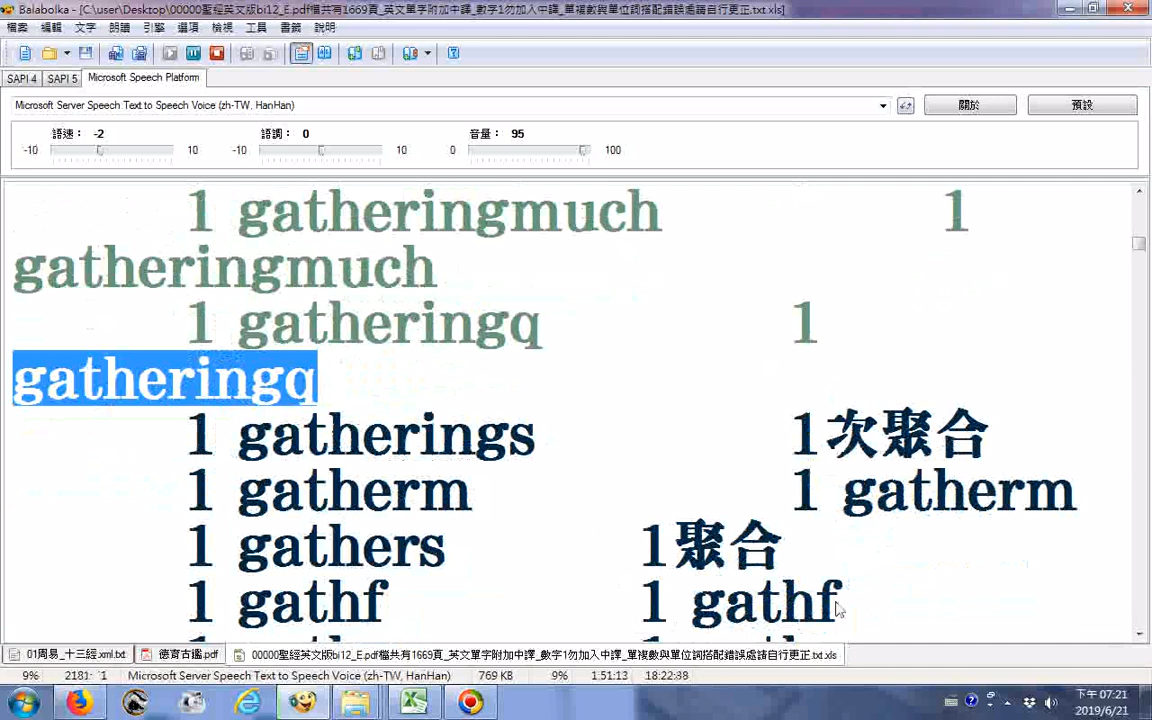 Balabolka - [C:\user\Desktop\00000聖經英文版bi12_E.pdf檔共有1669頁_英文單字附加中譯_數字1勿加入中譯_單複數與單位詞搭配錯誤處請自行更正.txt.xls]
檔案 編輯 文字 朗讀 引擎 選項 檢視 工具 書籤 說明
SAPI 4 SAPI 5 Microsoft Speech Platform
Microsoft Server Speech Text to Speech Voice (zh-TW, HanHan) 關於 預設
語速: -2 語調: 0 音量: 95
-10 10 -10 10 0 100
1 gatheringmuch 1
gatheringmuch
1 gatheringq 1
gatheringq
1 gatherings 1次聚合
1 gatherm 1 gatherm
1 gathers 1聚合
1 gathf 1 gathf
01周易_十三經.xml.txt 德育古鑑.pdf 00000聖經英文版bi12_E.pdf檔共有1669頁_英文單字附加中譯_數字1勿加入中譯_單複數與單位詞搭配錯誤處請自行更正.txt.xls
9% Microsoft Server Speech Text to Speech Voice (zh-TW, HanHan) 769 KB 9% 1:51:13 18:22:38
下午 07:21
2019/6/21